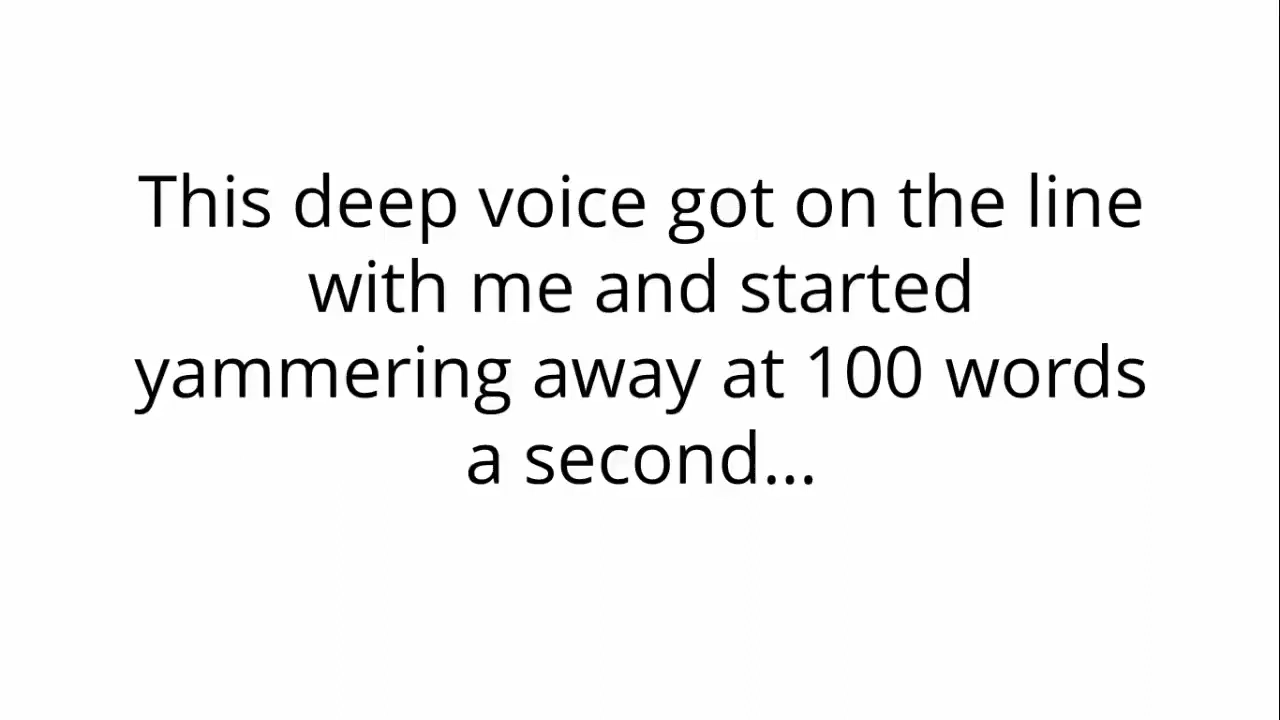 This deep voice got on the line
with me and started
yammering away at 100 words
a second...